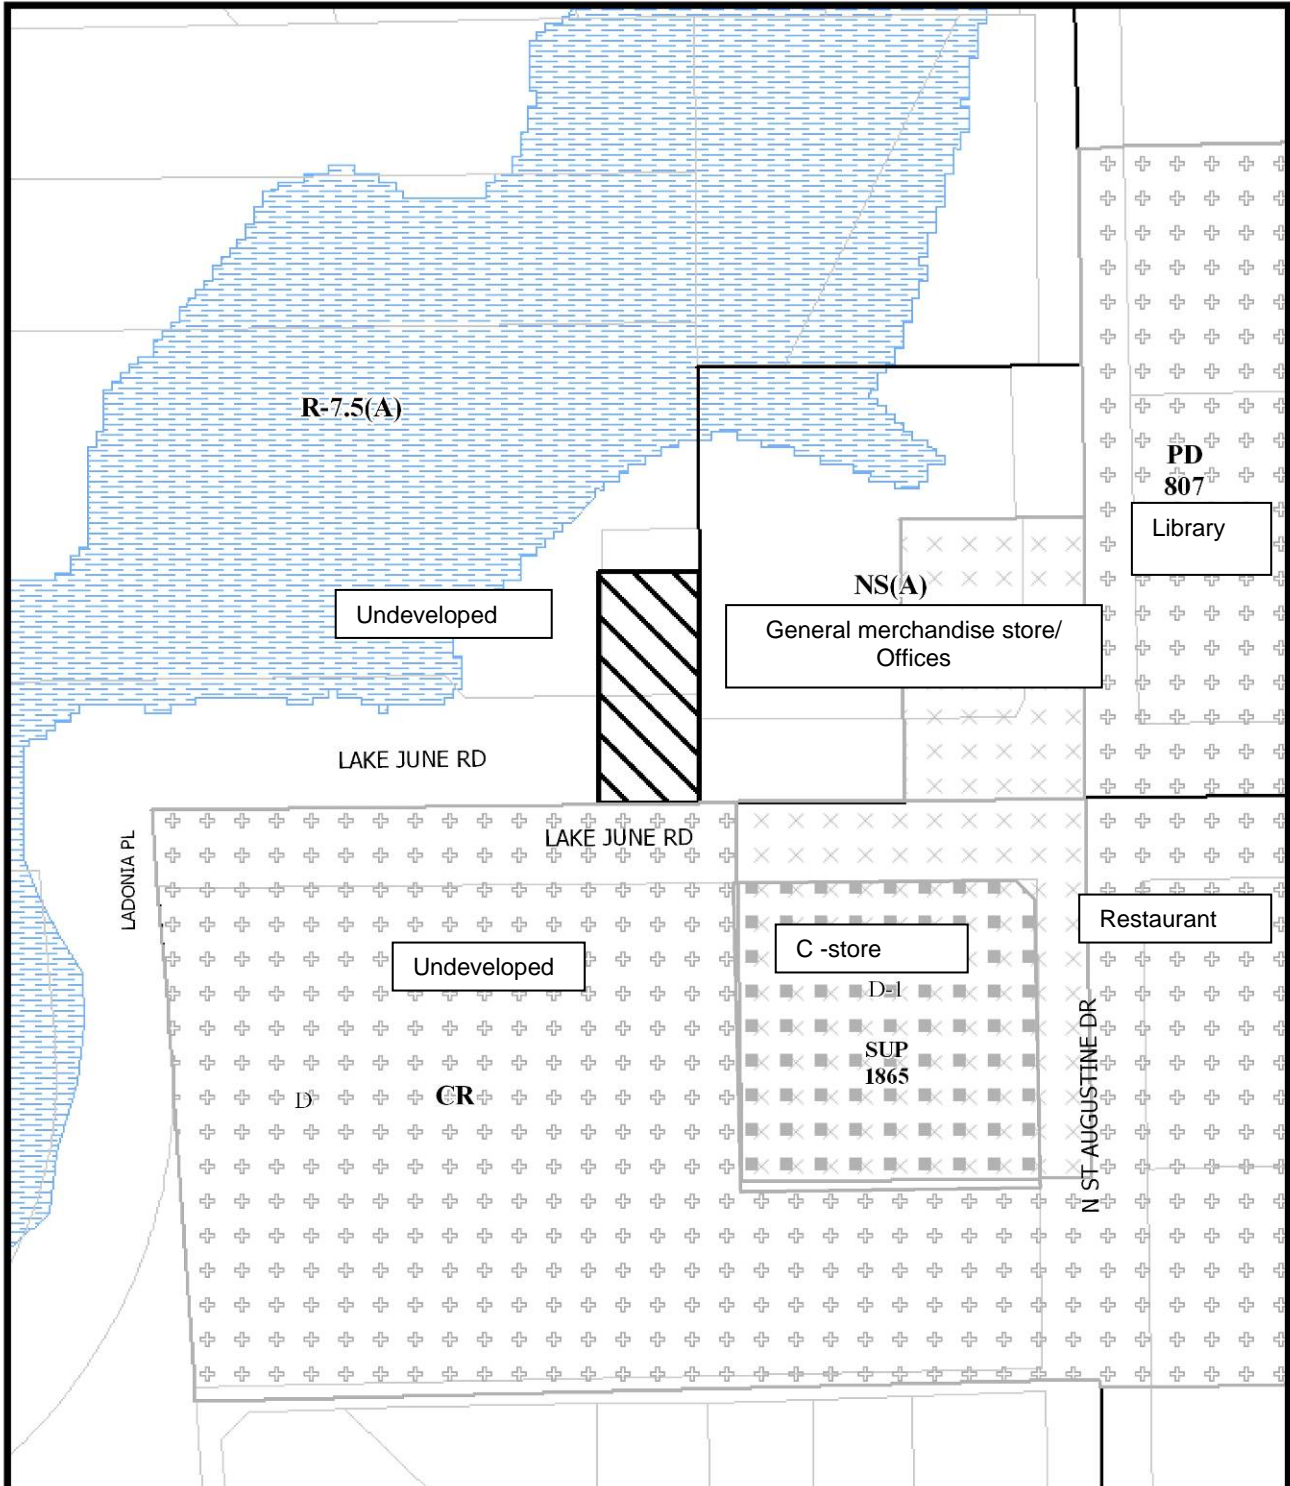 R-7.5(A)
PD
807
Library
NS(A)
Undeveloped
General merchandise store/
Offices
LAKE JUNE RD
LAKE JUNE RD
LADONIA PL
Restaurant
C -store
Undeveloped
D-1
SUP
1865
D
CR
N ST AUGUSTINE DR